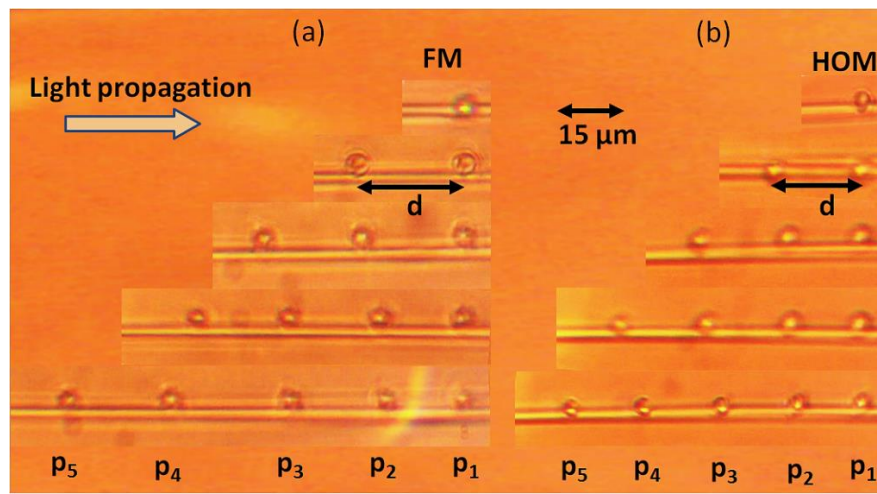 (a)
(b)
FM
HOM
Light propagation
15 μm
d
d
p₅ p₄ p₃ p₂ p₁
p₅ p₄ p₃ p₂ p₁